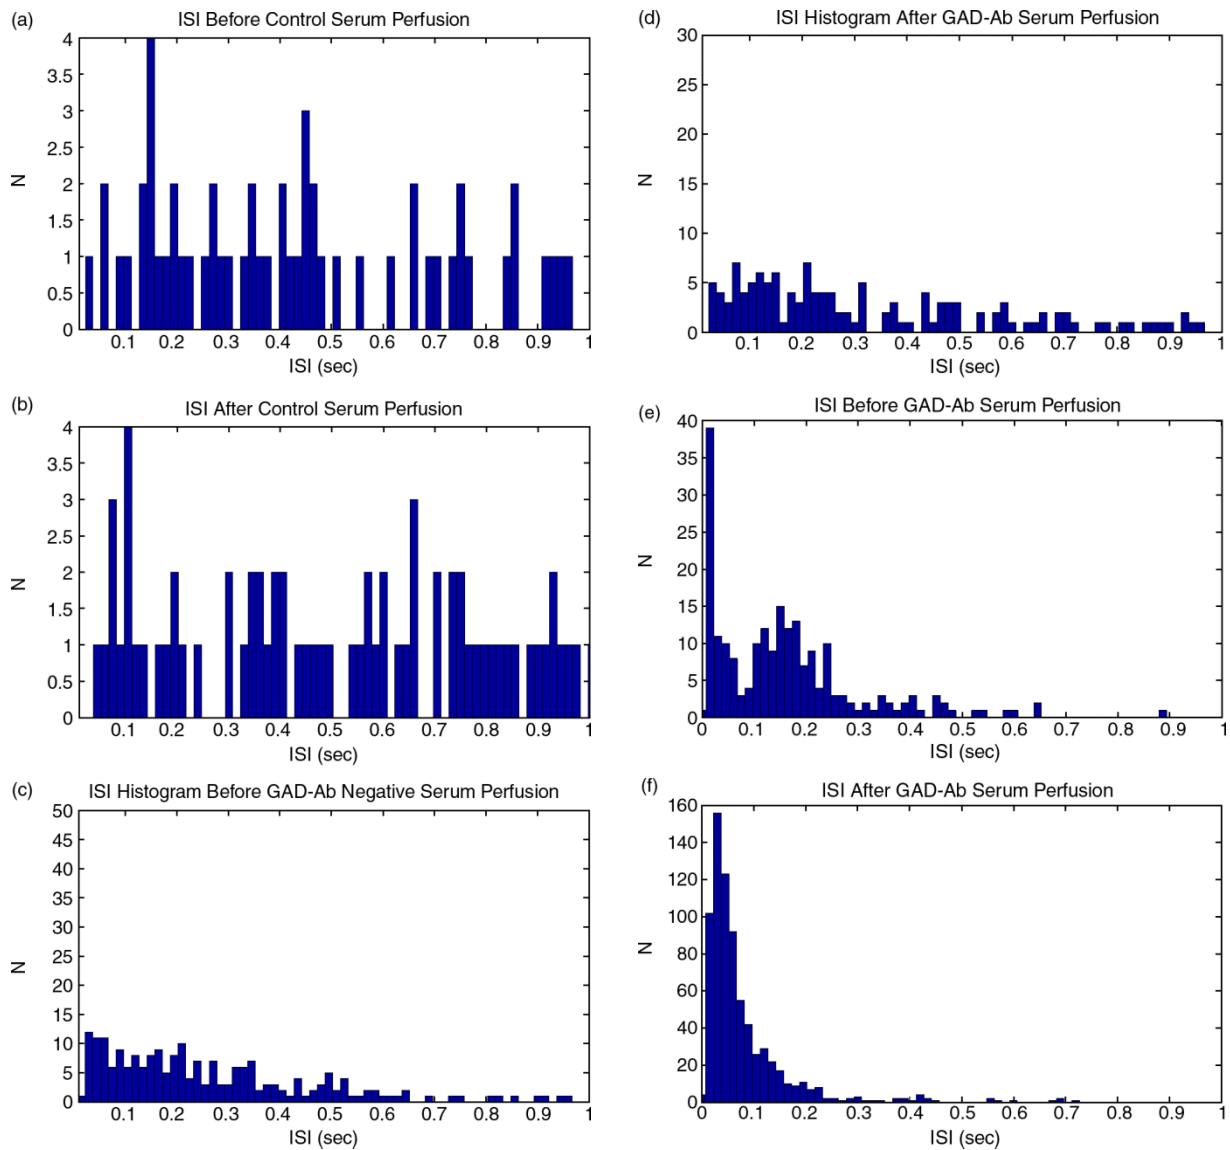 (a)
ISI Before Control Serum Perfusion
4
3.5
3
2.5
2
1.5
1
0.5
0
N
0.1 0.2 0.3 0.4 0.5 0.6 0.7 0.8 0.9 1
ISI (sec)
(b)
ISI After Control Serum Perfusion
4
3.5
3
2.5
2
1.5
1
0.5
0
N
0.1 0.2 0.3 0.4 0.5 0.6 0.7 0.8 0.9 1
ISI (sec)
(c)
ISI Histogram Before GAD-Ab Negative Serum Perfusion
50
45
40
35
30
25
20
15
10
5
0
N
0.1 0.2 0.3 0.4 0.5 0.6 0.7 0.8 0.9 1
ISI (sec)
(d)
ISI Histogram After GAD-Ab Serum Perfusion
30
25
20
15
10
5
0
N
0.1 0.2 0.3 0.4 0.5 0.6 0.7 0.8 0.9 1
ISI (sec)
(e)
ISI Before GAD-Ab Serum Perfusion
40
35
30
25
20
15
10
5
0
N
0 0.1 0.2 0.3 0.4 0.5 0.6 0.7 0.8 0.9 1
ISI (sec)
(f)
ISI After GAD-Ab Serum Perfusion
160
140
120
100
80
60
40
20
0
N
0 0.1 0.2 0.3 0.4 0.5 0.6 0.7 0.8 0.9 1
ISI (sec)